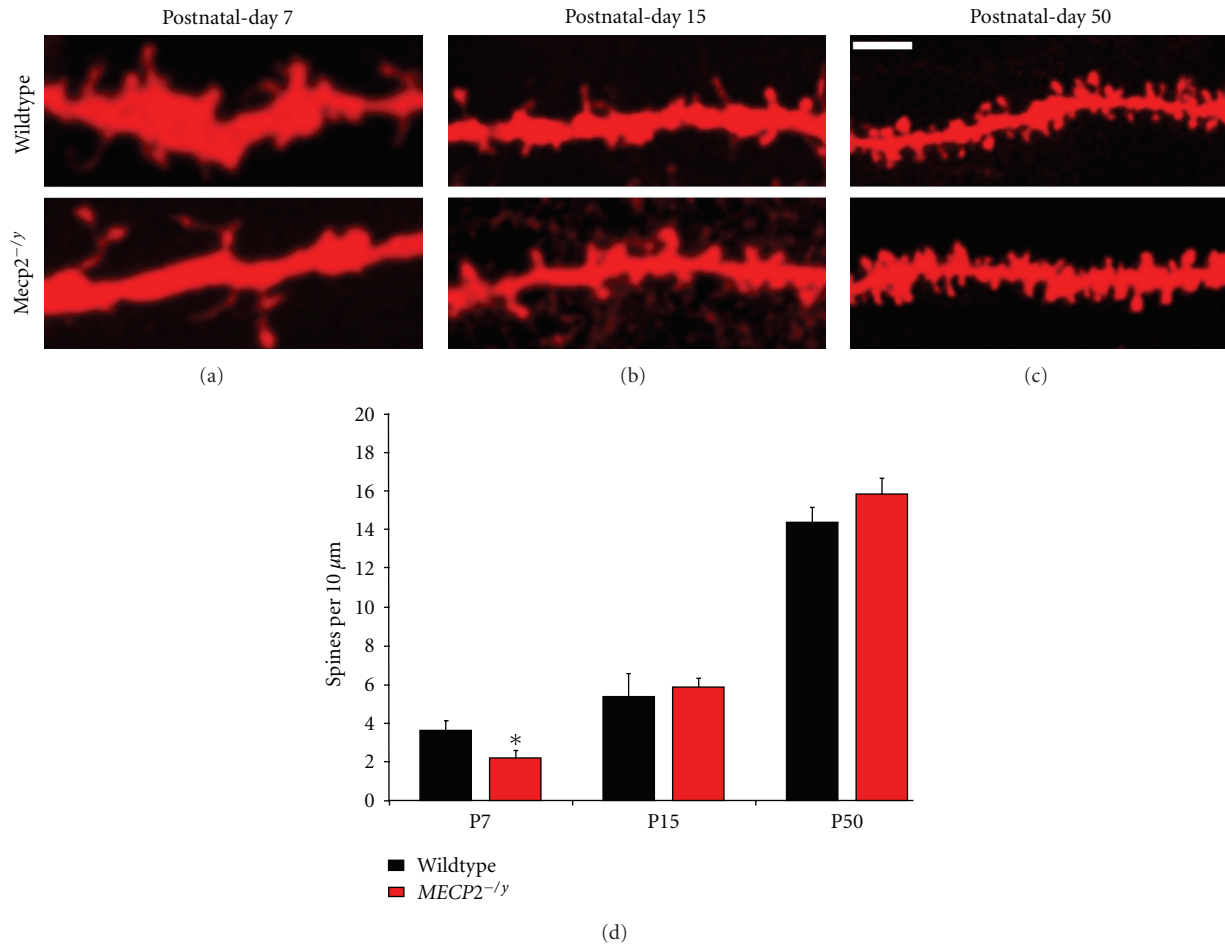 Postnatal-day 7
Postnatal-day 15
Postnatal-day 50
Wildtype
Mecp2−/y
(a)
(b)
(c)
Spines per 10 μm
20
18
16
14
12
10
8
6
4
2
0
*
P7
P15
P50
Wildtype
MECP2−/y
(d)